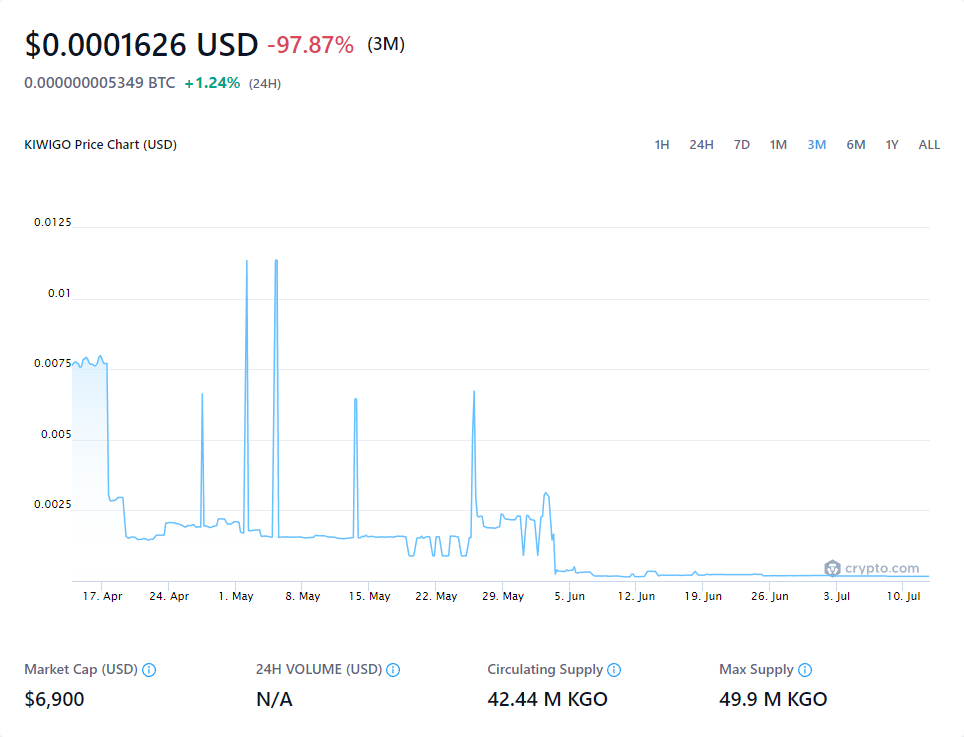 $0.0001626 USD -97.87% (3M)
0.000000005349 BTC +1.24% (24H)
KIWIGO Price Chart (USD) 1H 24H 7D 1M 3M 6M 1Y ALL
0.0125
0.01
0.0075
0.005
0.0025
crypto.com
17. Apr 24. Apr 1. May 8. May 15. May 22. May 29. May 5. Jun 12. Jun 19. Jun 26. Jun 3. Jul 10. Jul
Market Cap (USD) 24H VOLUME (USD) Circulating Supply Max Supply
$6,900 N/A 42.44 M KGO 49.9 M KGO